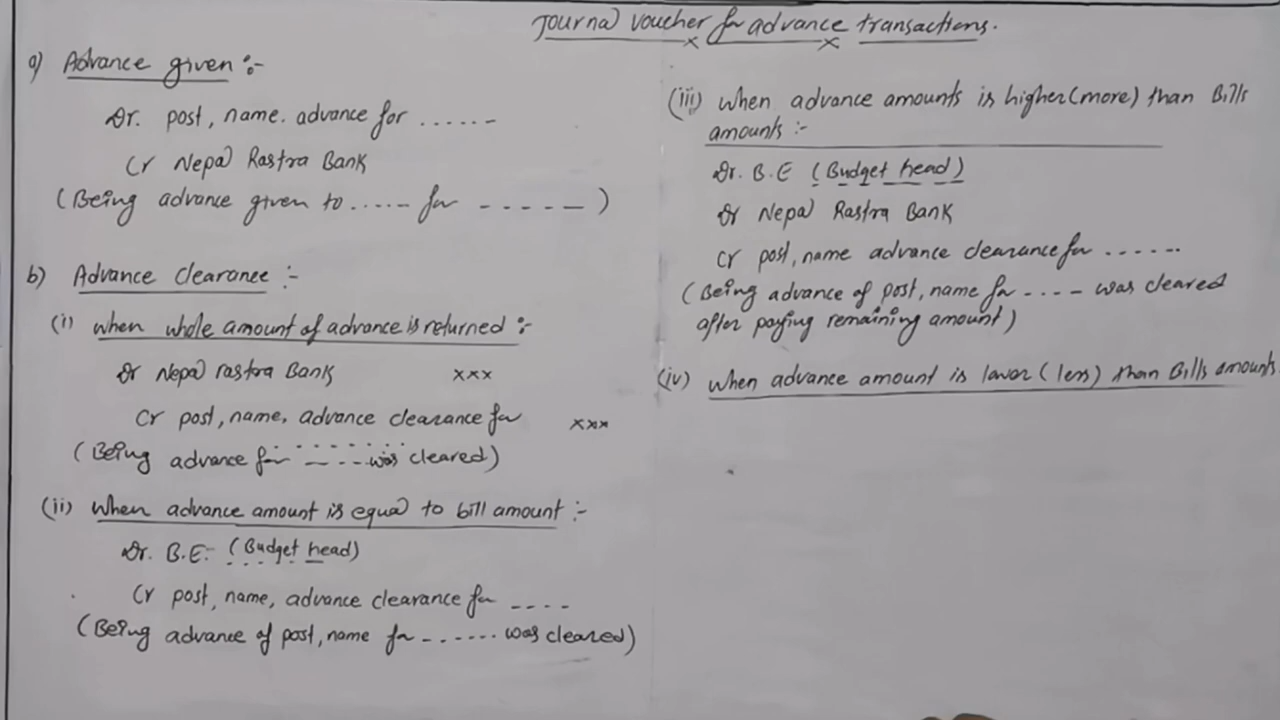 Journal voucher for advance transactions.
a) Advance given :-
Dr. post, name. advance for ......
Cr Nepal Rastra Bank
(Being advance given to ...... for ------)
b) Advance clearance :-
(i) when whole amount of advance is returned :-
Dr Nepal rastra Bank xxx
Cr post, name, advance clearance for xxx
(Being advance for ....... was cleared)
(ii) When advance amount is equal to bill amount :-
Dr. B.E. (Budget head)
Cr post, name, advance clearance for ----
(Being advance of post, name for ....... was cleared)
(iii) When advance amounts is higher (more) than Bills
amounts :-
Dr. B.E (Budget head)
Dr Nepal Rastra Bank
Cr post, name advance clearance for ......
(Being advance of post, name for ---- was cleared
after paying remaining amount)
(iv) When advance amount is lower (less) than Bills amounts